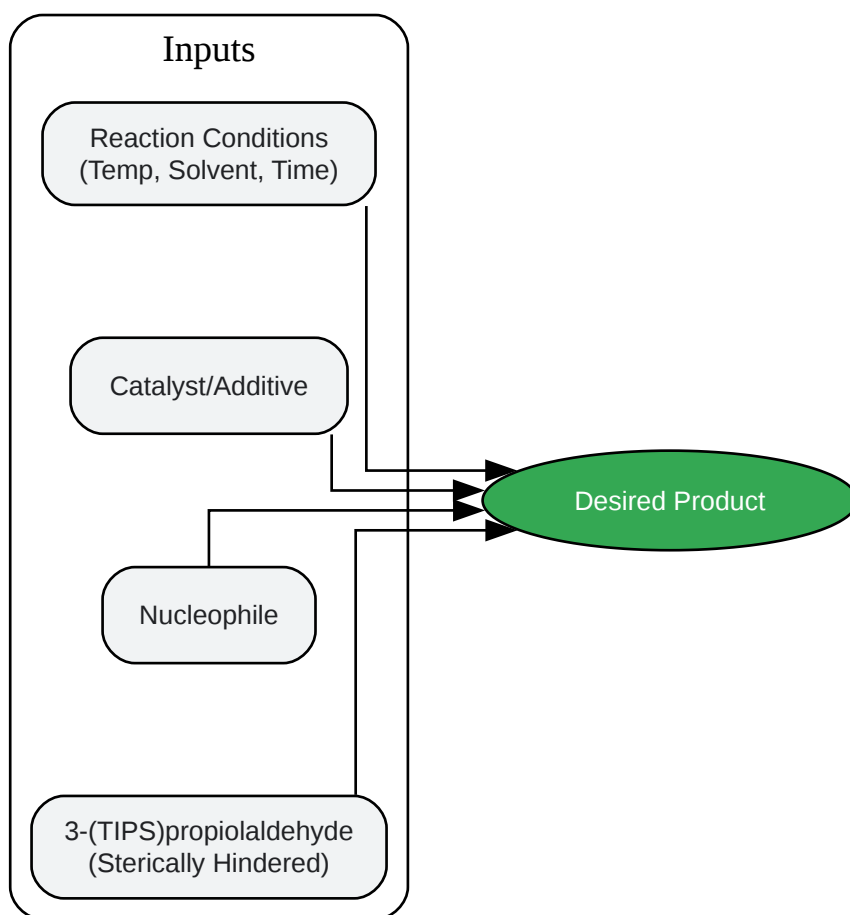 Inputs
Reaction Conditions
(Temp, Solvent, Time)
Catalyst/Additive
Desired Product
Nucleophile
3-(TIPS)propiolaldehyde
(Sterically Hindered)